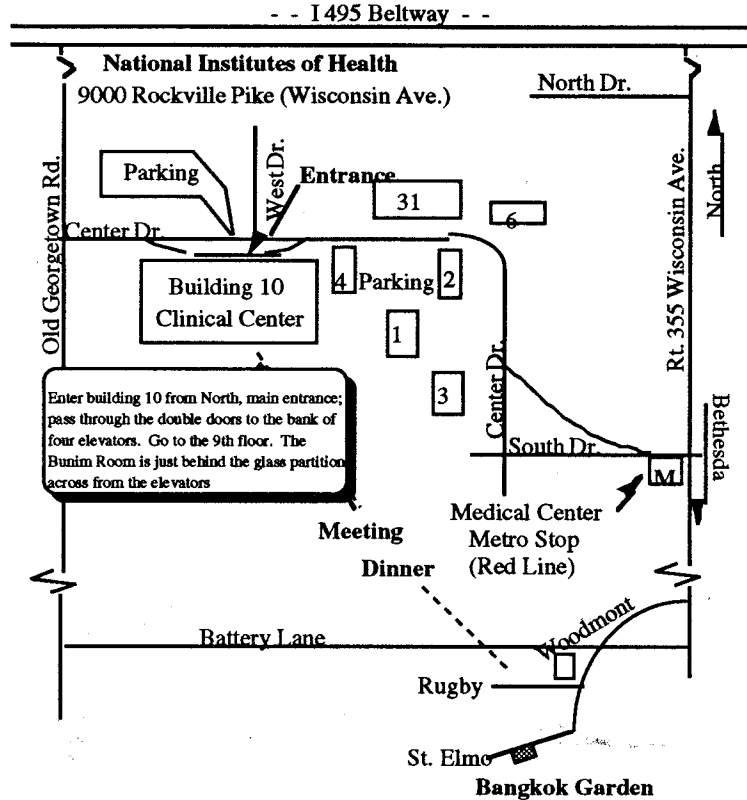 - - I 495 Beltway - -
National Institutes of Health
9000 Rockville Pike (Wisconsin Ave.)
North Dr.
Old Georgetown Rd.
Parking
West Dr.
Entrance
31
6
North
Rt. 355 Wisconsin Ave.
Center Dr.
Building 10
Clinical Center
4
Parking
2
1
3
Center Dr.
Enter building 10 from North, main entrance;
pass through the double doors to the bank of
four elevators. Go to the 9th floor. The
Bunim Room is just behind the glass partition
across from the elevators
South Dr.
M
Bethesda
Meeting
Medical Center
Metro Stop
(Red Line)
Dinner
Battery Lane
Woodmont
Rugby
St. Elmo
Bangkok Garden